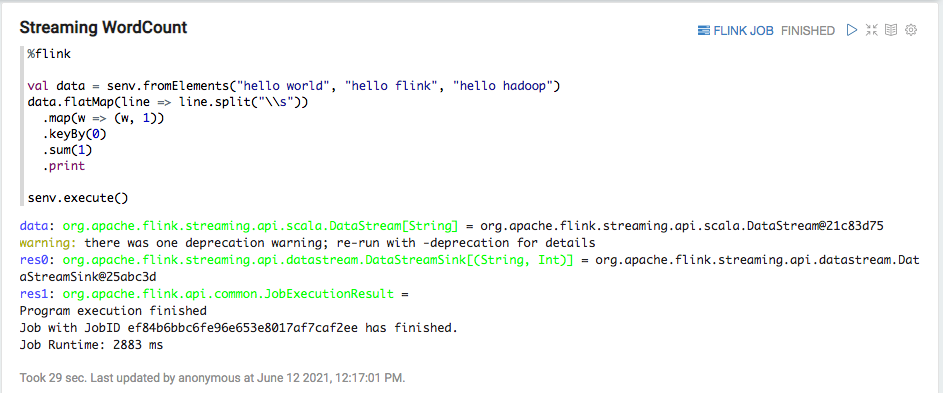 Streaming WordCount
FLINK JOB FINISHED
%flink
val data = senv.fromElements("hello world", "hello flink", "hello hadoop")
data.flatMap(line => line.split("\\s"))
  .map(w => (w, 1))
  .keyBy(0)
  .sum(1)
  .print
senv.execute()
data: org.apache.flink.streaming.api.scala.DataStream[String] = org.apache.flink.streaming.api.scala.DataStream@21c83d75
warning: there was one deprecation warning; re-run with -deprecation for details
res0: org.apache.flink.streaming.api.datastream.DataStreamSink[(String, Int)] = org.apache.flink.streaming.api.datastream.Dat
aStreamSink@25abc3d
res1: org.apache.flink.api.common.JobExecutionResult =
Program execution finished
Job with JobID ef84b6bbc6fe96e653e8017af7caf2ee has finished.
Job Runtime: 2883 ms
Took 29 sec. Last updated by anonymous at June 12 2021, 12:17:01 PM.